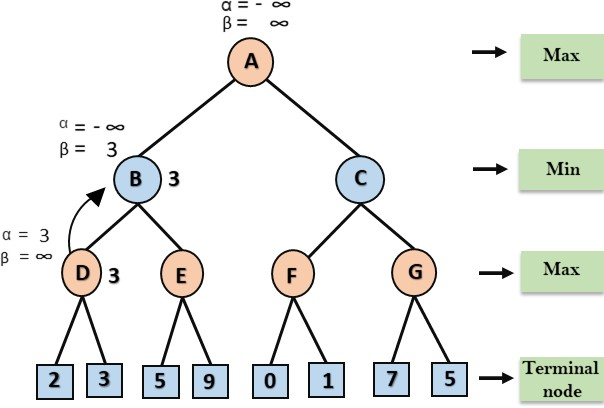 α = - ∞
β = ∞
A
Max
α = - ∞
β = 3
B 3
C
Min
α = 3
β = ∞
D 3
E
F
G
Max
2 3 5 9 0 1 7 5
Terminal
node